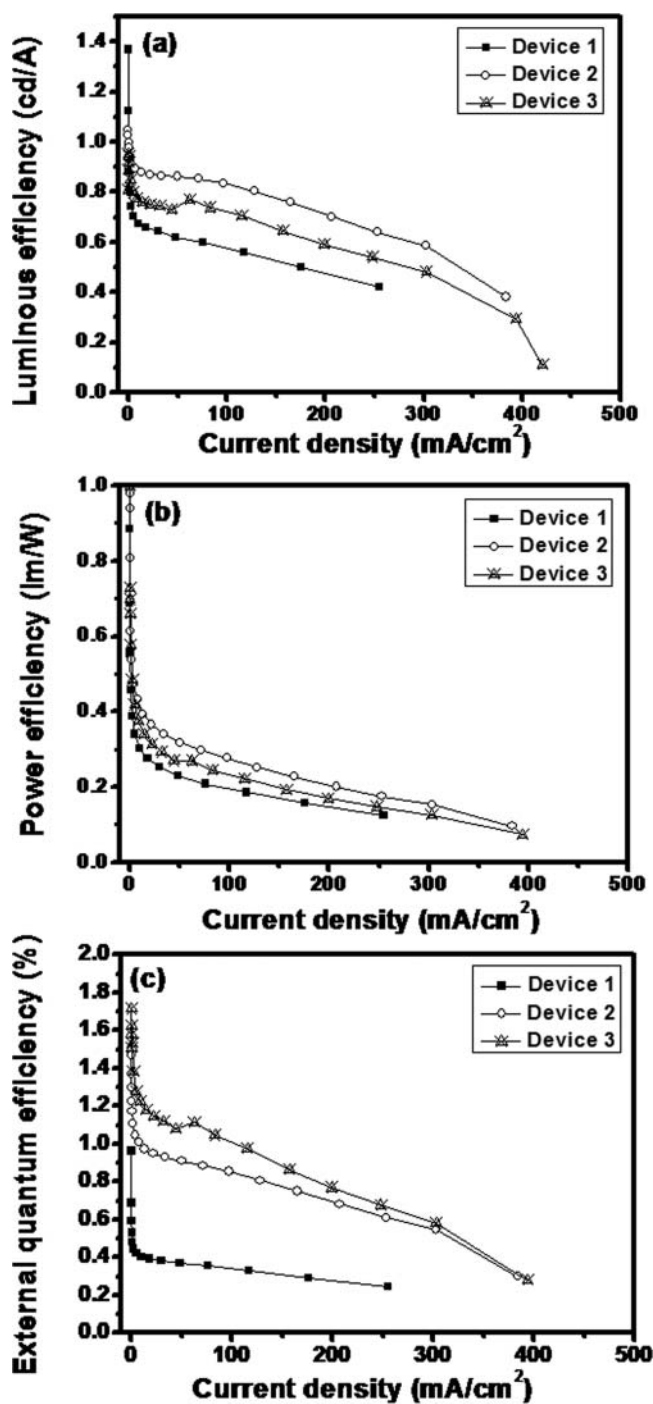 (a)
Device 1
Device 2
Device 3
Luminous efficiency (cd/A)
1.4
1.2
1.0
0.8
0.6
0.4
0.2
0.0
0 100 200 300 400 500
Current density (mA/cm²)
(b)
Device 1
Device 2
Device 3
Power efficiency (lm/W)
1.0
0.8
0.6
0.4
0.2
0.0
0 100 200 300 400 500
Current density (mA/cm²)
(c)
Device 1
Device 2
Device 3
External quantum efficiency (%)
2.0
1.8
1.6
1.4
1.2
1.0
0.8
0.6
0.4
0.2
0.0
0 100 200 300 400 500
Current density (mA/cm²)